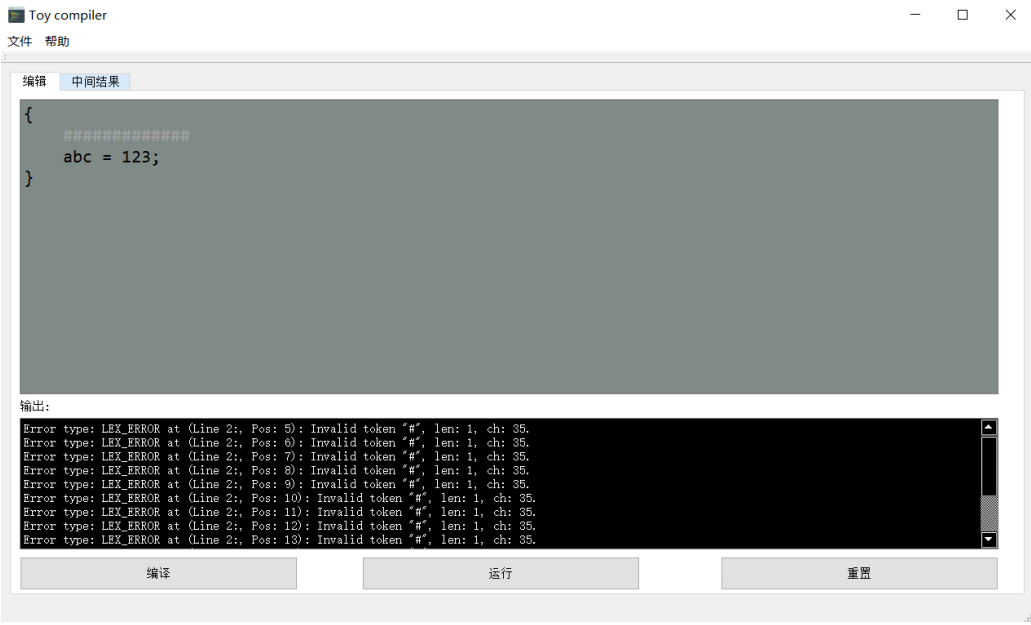 Toy compiler
文件 帮助
编辑 中间结果
{
#############
abc = 123;
}
输出:
Error type: LEX_ERROR at (Line 2:, Pos: 5): Invalid token "#", len: 1, ch: 35.
Error type: LEX_ERROR at (Line 2:, Pos: 6): Invalid token "#", len: 1, ch: 35.
Error type: LEX_ERROR at (Line 2:, Pos: 7): Invalid token "#", len: 1, ch: 35.
Error type: LEX_ERROR at (Line 2:, Pos: 8): Invalid token "#", len: 1, ch: 35.
Error type: LEX_ERROR at (Line 2:, Pos: 9): Invalid token "#", len: 1, ch: 35.
Error type: LEX_ERROR at (Line 2:, Pos: 10): Invalid token "#", len: 1, ch: 35.
Error type: LEX_ERROR at (Line 2:, Pos: 11): Invalid token "#", len: 1, ch: 35.
Error type: LEX_ERROR at (Line 2:, Pos: 12): Invalid token "#", len: 1, ch: 35.
Error type: LEX_ERROR at (Line 2:, Pos: 13): Invalid token "#", len: 1, ch: 35.
编译 运行 重置